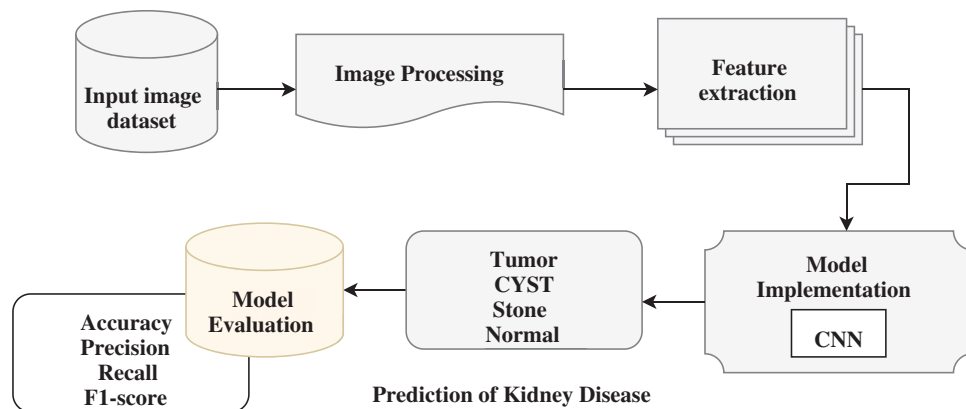 Input image
dataset
Image Processing
Feature
extraction
Model
Implementation
CNN
Tumor
CYST
Stone
Normal
Model
Evaluation
Accuracy
Precision
Recall
F1-score
Prediction of Kidney Disease